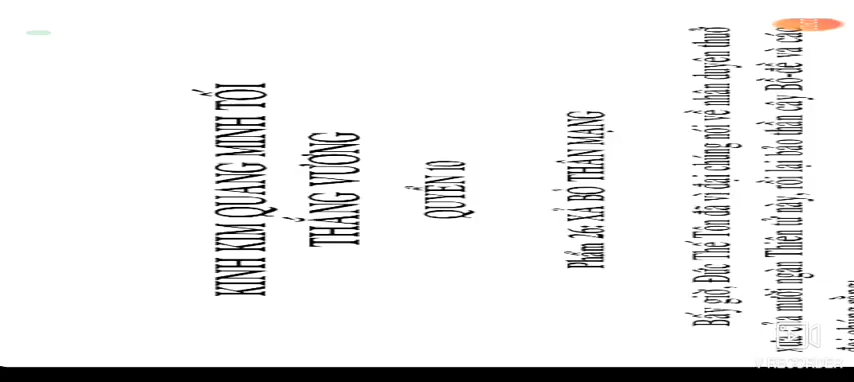 KINH KIM QUANG MINH TỐI
THẮNG VƯƠNG
QUYỂN 10
Phẩm 26: XẢ BỎ THÂN MẠNG
Bấy giờ, Đức Thế Tôn đã vì đại chúng nói về nhân duyên thuở
xưa của mười ngàn Thiên tử này, rồi lại bảo thần cây Bồ-đề và các
RECORDER